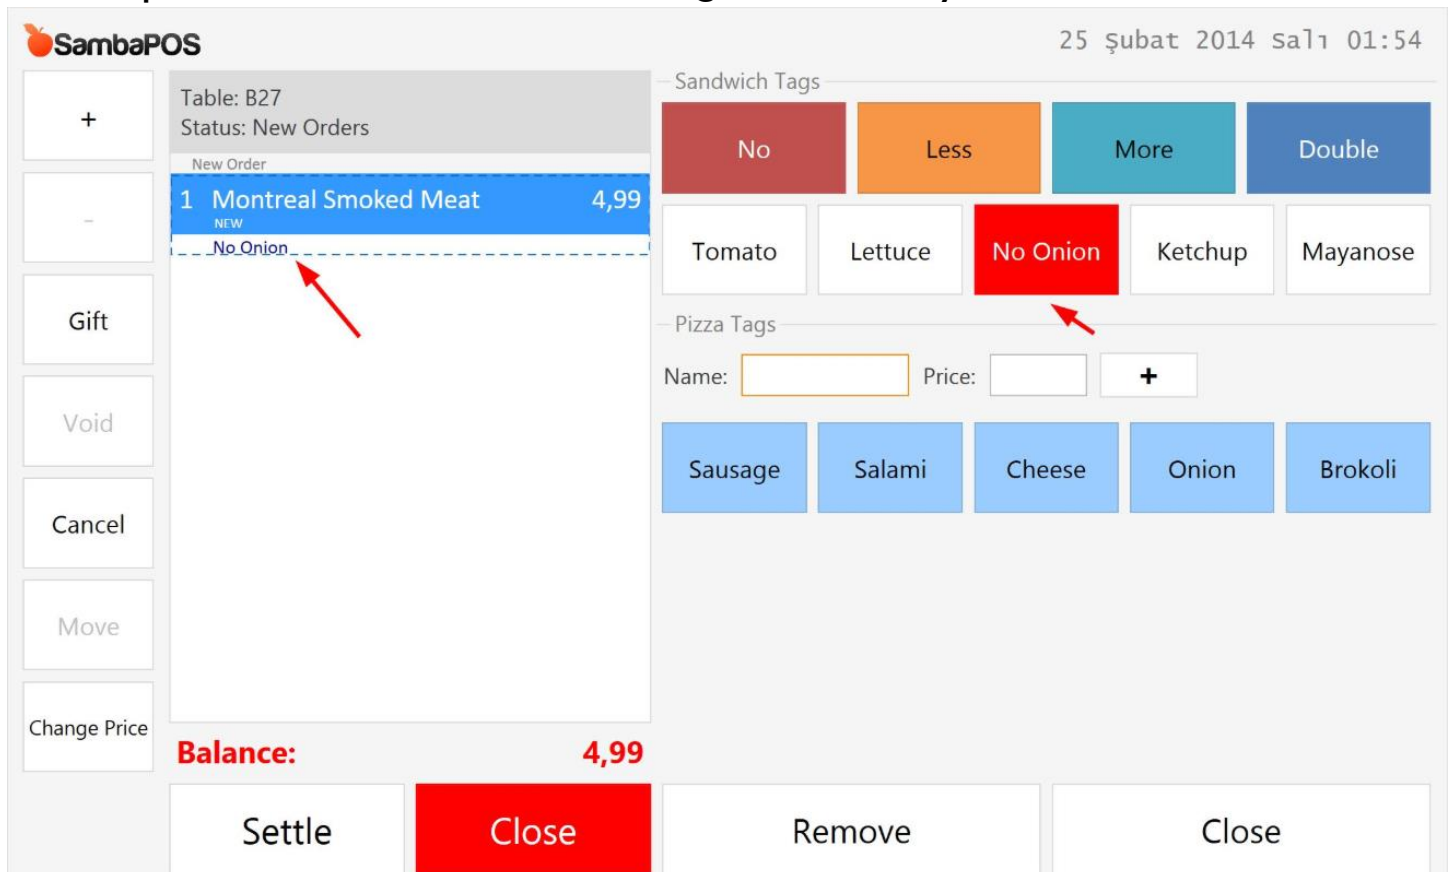 SambaPOS
25 Şubat 2014 Salı 01:54
+
-
Gift
Void
Cancel
Move
Change Price
Table: B27
Status: New Orders
New Order
1 Montreal Smoked Meat 4,99
NEW
No Onion
Balance: 4,99
Settle Close
Sandwich Tags
No Less More Double
Tomato Lettuce No Onion Ketchup Mayanose
Pizza Tags
Name: Price: +
Sausage Salami Cheese Onion Brokoli
Remove Close